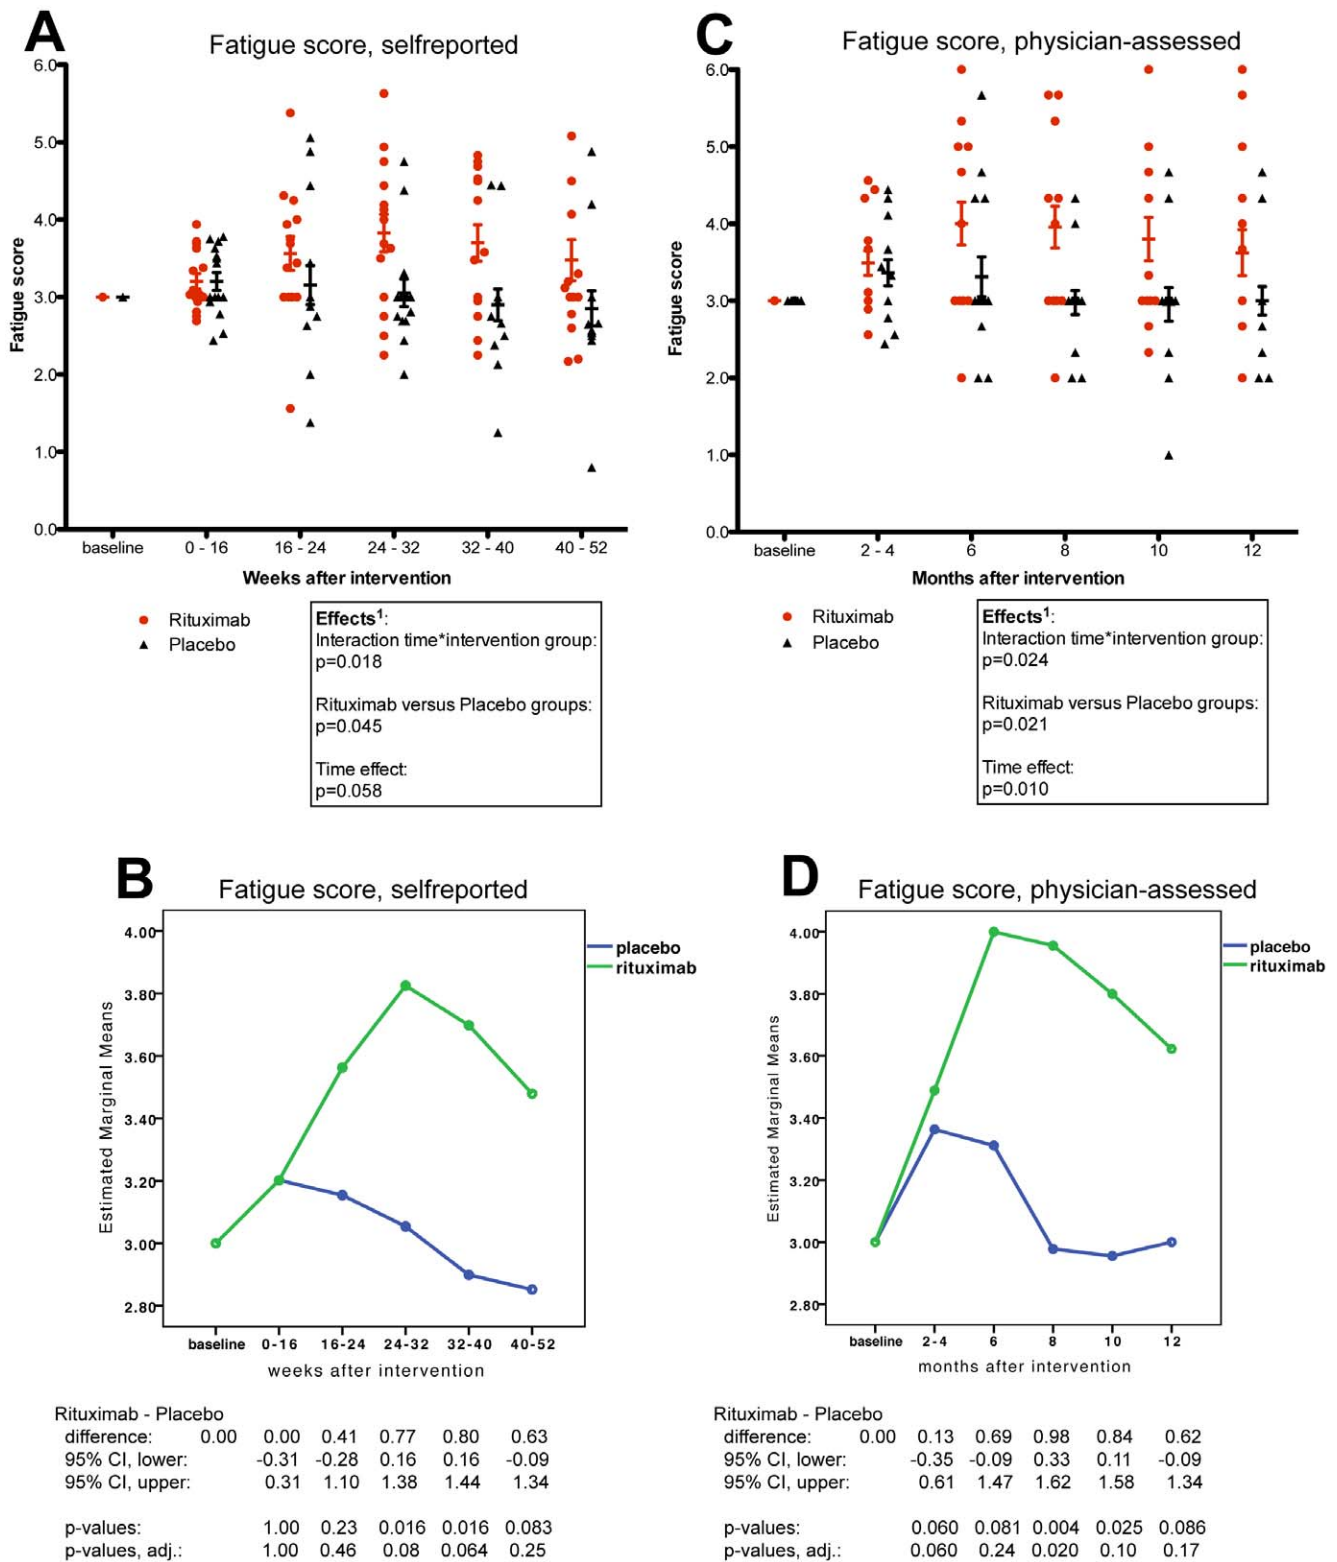 A
Fatigue score, selfreported
6.0
5.0
4.0
3.0
2.0
1.0
0.0
Fatigue score
baseline 0 - 16 16 - 24 24 - 32 32 - 40 40 - 52
Weeks after intervention
Rituximab
Placebo
Effects1:
Interaction time*intervention group:
p=0.018
Rituximab versus Placebo groups:
p=0.045
Time effect:
p=0.058
C
Fatigue score, physician-assessed
6.0
5.0
4.0
3.0
2.0
1.0
0.0
Fatigue score
baseline 2 - 4 6 8 10 12
Months after intervention
Rituximab
Placebo
Effects1:
Interaction time*intervention group:
p=0.024
Rituximab versus Placebo groups:
p=0.021
Time effect:
p=0.010
B
Fatigue score, selfreported
4.00
3.80
3.60
3.40
3.20
3.00
2.80
Estimated Marginal Means
placebo
rituximab
baseline 0-16 16-24 24-32 32-40 40-52
weeks after intervention
Rituximab - Placebo
difference: 0.00 0.00 0.41 0.77 0.80 0.63
95% CI, lower: -0.31 -0.28 0.16 0.16 -0.09
95% CI, upper: 0.31 1.10 1.38 1.44 1.34
p-values: 1.00 0.23 0.016 0.016 0.083
p-values, adj.: 1.00 0.46 0.08 0.064 0.25
D
Fatigue score, physician-assessed
4.00
3.80
3.60
3.40
3.20
3.00
2.80
Estimated Marginal Means
placebo
rituximab
baseline 2-4 6 8 10 12
months after intervention
Rituximab - Placebo
difference: 0.00 0.13 0.69 0.98 0.84 0.62
95% CI, lower: -0.35 -0.09 0.33 0.11 -0.09
95% CI, upper: 0.61 1.47 1.62 1.58 1.34
p-values: 0.060 0.081 0.004 0.025 0.086
p-values, adj.: 0.060 0.24 0.020 0.10 0.17